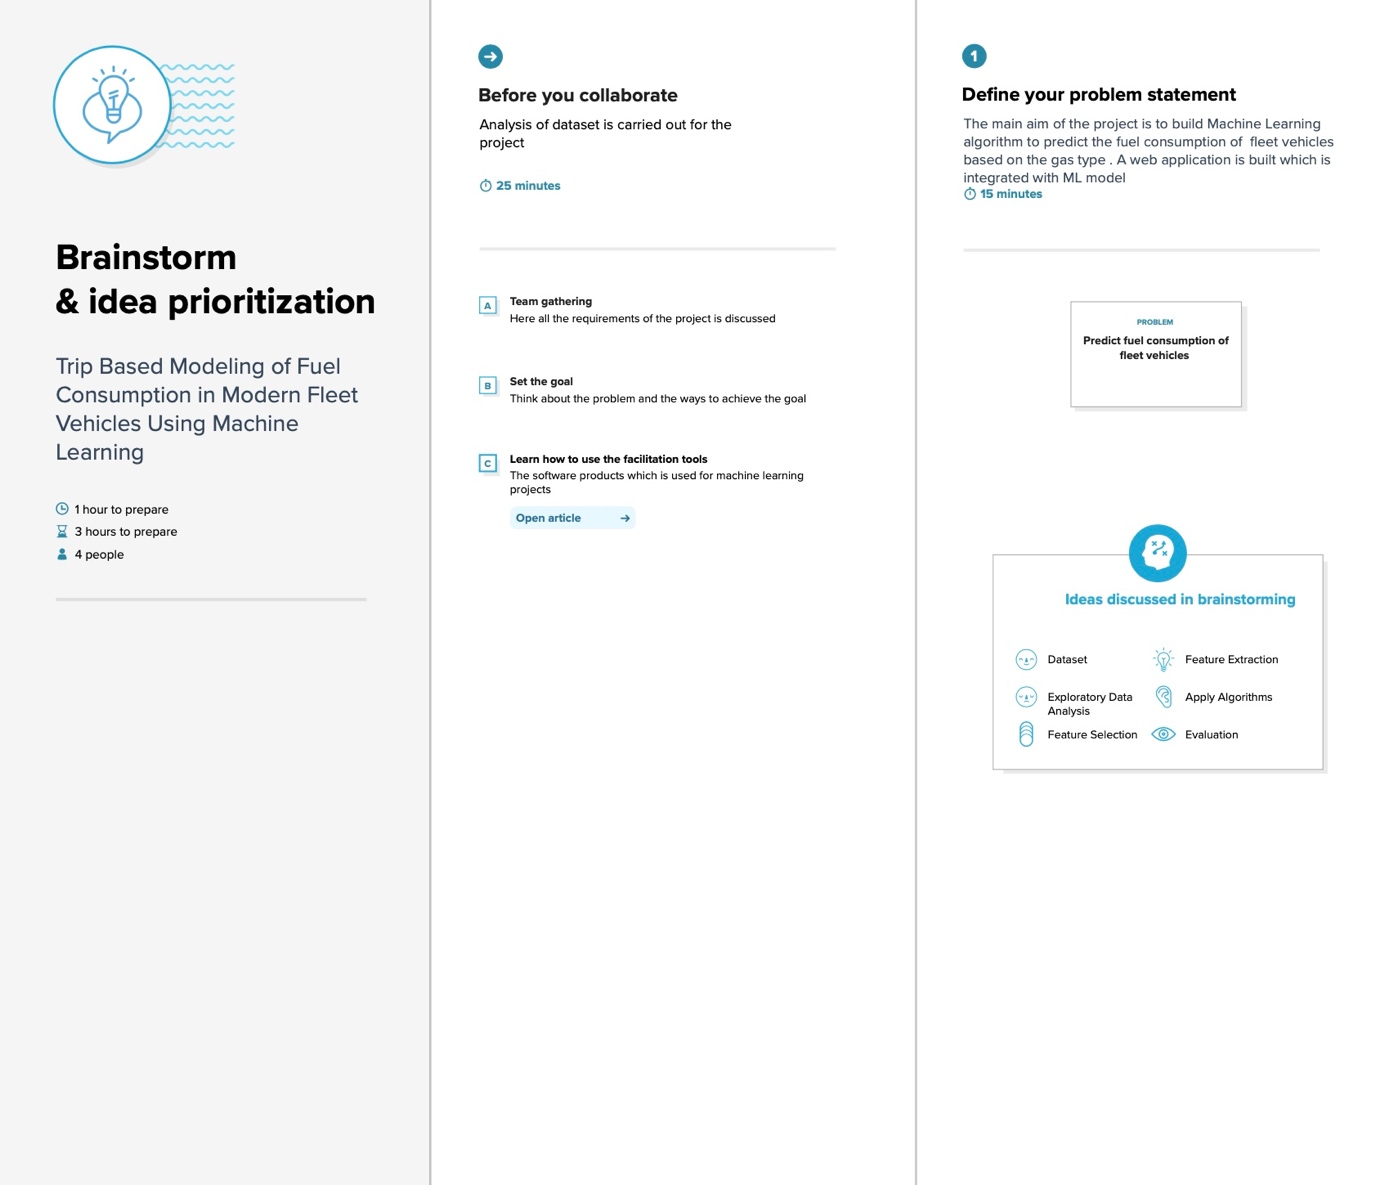 Brainstorm
& idea prioritization
Trip Based Modeling of Fuel
Consumption in Modern Fleet
Vehicles Using Machine
Learning
1 hour to prepare
3 hours to prepare
4 people
Before you collaborate
Analysis of dataset is carried out for the
project
25 minutes
A
Team gathering
Here all the requirements of the project is discussed
B
Set the goal
Think about the problem and the ways to achieve the goal
C
Learn how to use the facilitation tools
The software products which is used for machine learning
projects
Open article
1
Define your problem statement
The main aim of the project is to build Machine Learning
algorithm to predict the fuel consumption of  fleet vehicles
based on the gas type . A web application is built which is
integrated with ML model
15 minutes
PROBLEM
Predict fuel consumption of
fleet vehicles
Ideas discussed in brainstorming
Dataset
Feature Extraction
Exploratory Data
Analysis
Apply Algorithms
Feature Selection
Evaluation